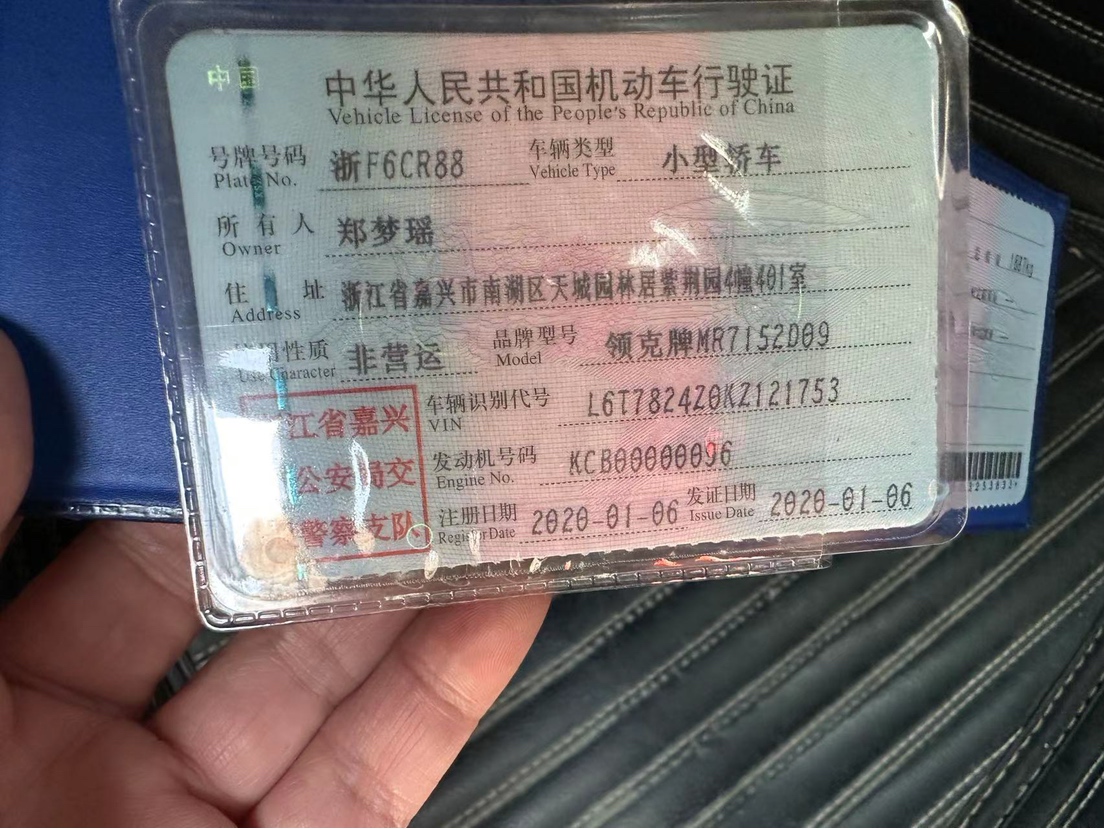 中国
中华人民共和国机动车行驶证
Vehicle License of the People's Republic of China
号牌号码 浙F6CR88 车辆类型 小型轿车
Plate No. Vehicle Type
所有人 郑梦瑶
Owner
住址 浙江省嘉兴市南湖区天城园林居紫荆园4幢401室
Address
使用性质 非营运 品牌型号 领克牌MR7152D09
Use Character Model
江省嘉兴
公安局交
警察支队
车辆识别代号 L6T7824Z0KZ121753
VIN
发动机号码 KCB00000096
Engine No.
注册日期 2020-01-06 发证日期 2020-01-06
Register Date Issue Date